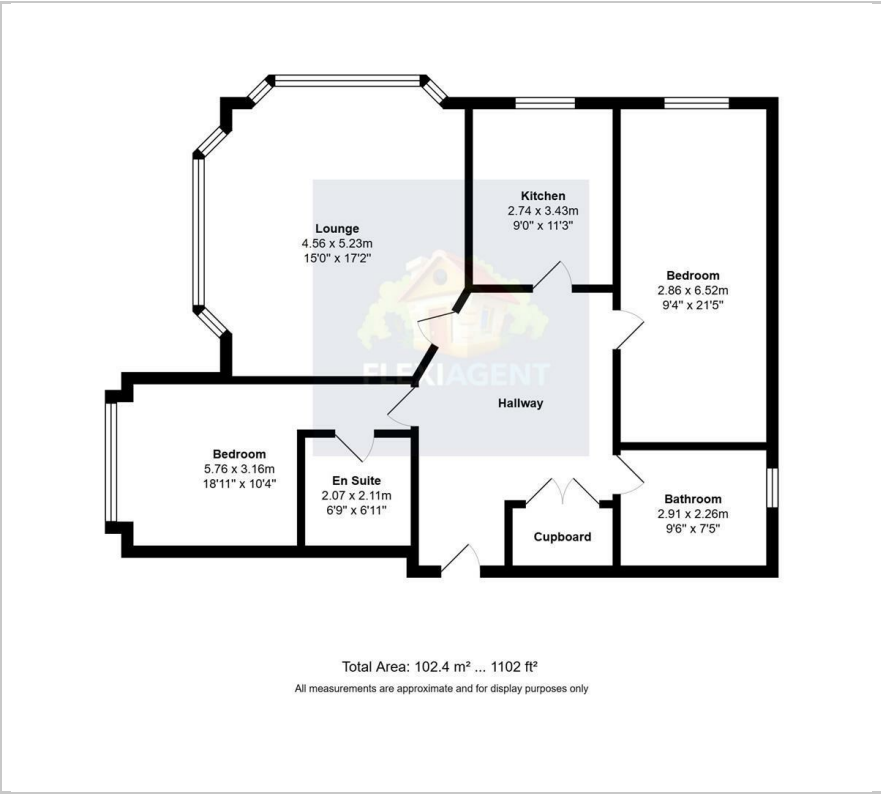 Lounge
4.56 x 5.23m
15'0" x 17'2"
Kitchen
2.74 x 3.43m
9'0" x 11'3"
Bedroom
2.86 x 6.52m
9'4" x 21'5"
FLEXIAGENT
Hallway
Bedroom
5.76 x 3.16m
18'11" x 10'4"
En Suite
2.07 x 2.11m
6'9" x 6'11"
Bathroom
2.91 x 2.26m
9'6" x 7'5"
Cupboard
Total Area: 102.4 m² ... 1102 ft²
All measurements are approximate and for display purposes only